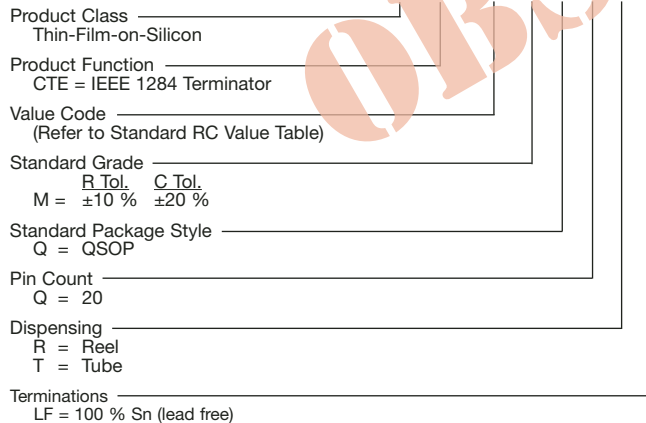 Product Class
Thin-Film-on-Silicon
Product Function
CTE = IEEE 1284 Terminator
Value Code
(Refer to Standard RC Value Table)
Standard Grade
R Tol. C Tol.
M = ±10 % ±20 %
Standard Package Style
Q = QSOP
Pin Count
Q = 20
Dispensing
R = Reel
T = Tube
Terminations
LF = 100 % Sn (lead free)